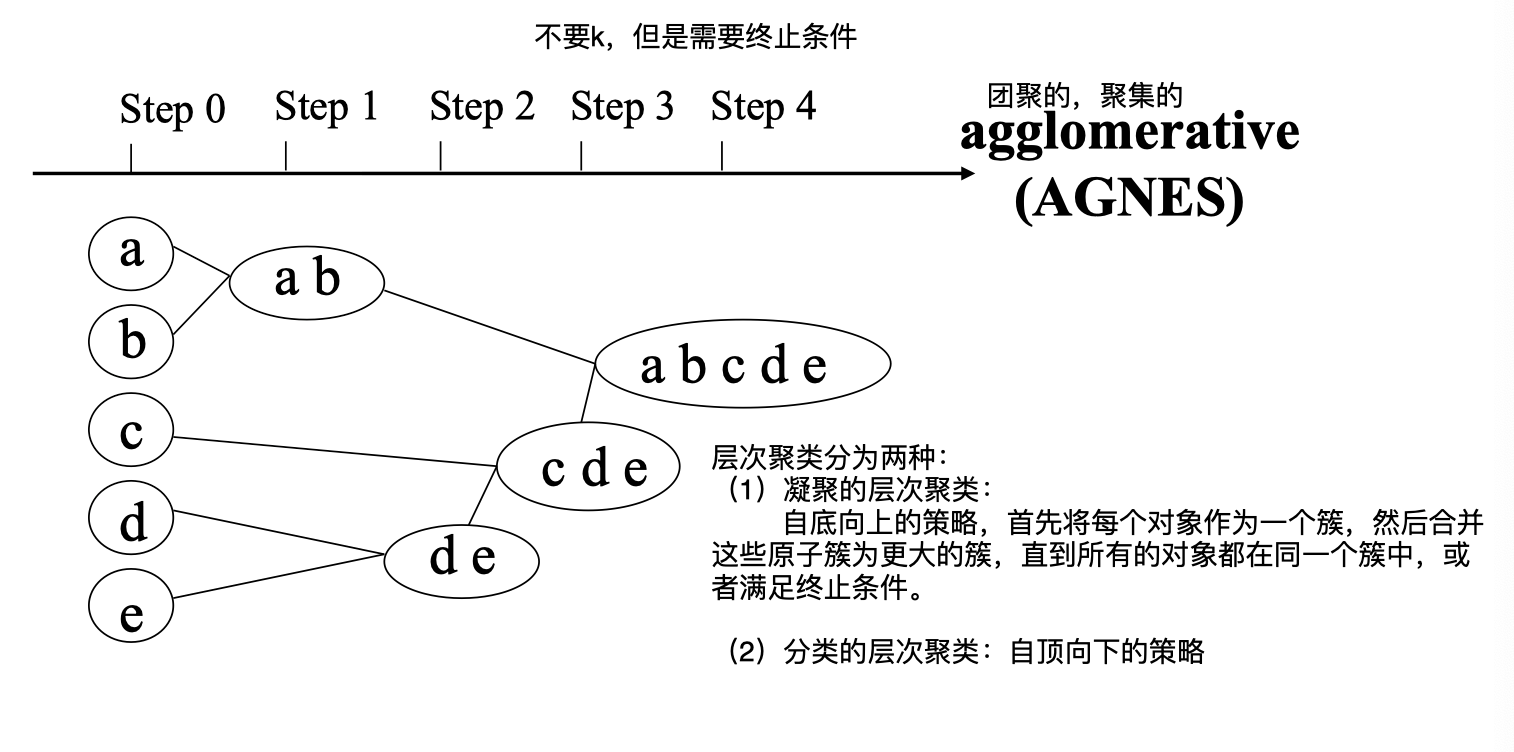 不要k，但是需要终止条件
Step 0 Step 1 Step 2 Step 3 Step 4
团聚的，聚集的
agglomerative
(AGNES)
a
a b
b
a b c d e
c
c d e
d
d e
e
层次聚类分为两种：
（1）凝聚的层次聚类：
自底向上的策略，首先将每个对象作为一个簇，然后合并
这些原子簇为更大的簇，直到所有的对象都在同一个簇中，或
者满足终止条件。
（2）分类的层次聚类：自顶向下的策略